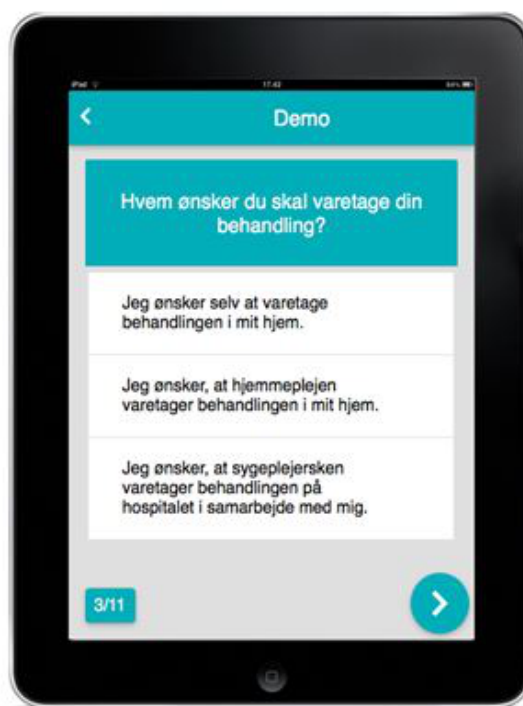 iPad 17.42 84%
Demo
Hvem ønsker du skal varetage din
behandling?
Jeg ønsker selv at varetage
behandlingen i mit hjem.
Jeg ønsker, at hjemmeplejen
varetager behandlingen i mit hjem.
Jeg ønsker, at sygeplejersken
varetager behandlingen på
hospitalet i samarbejde med mig.
3/11